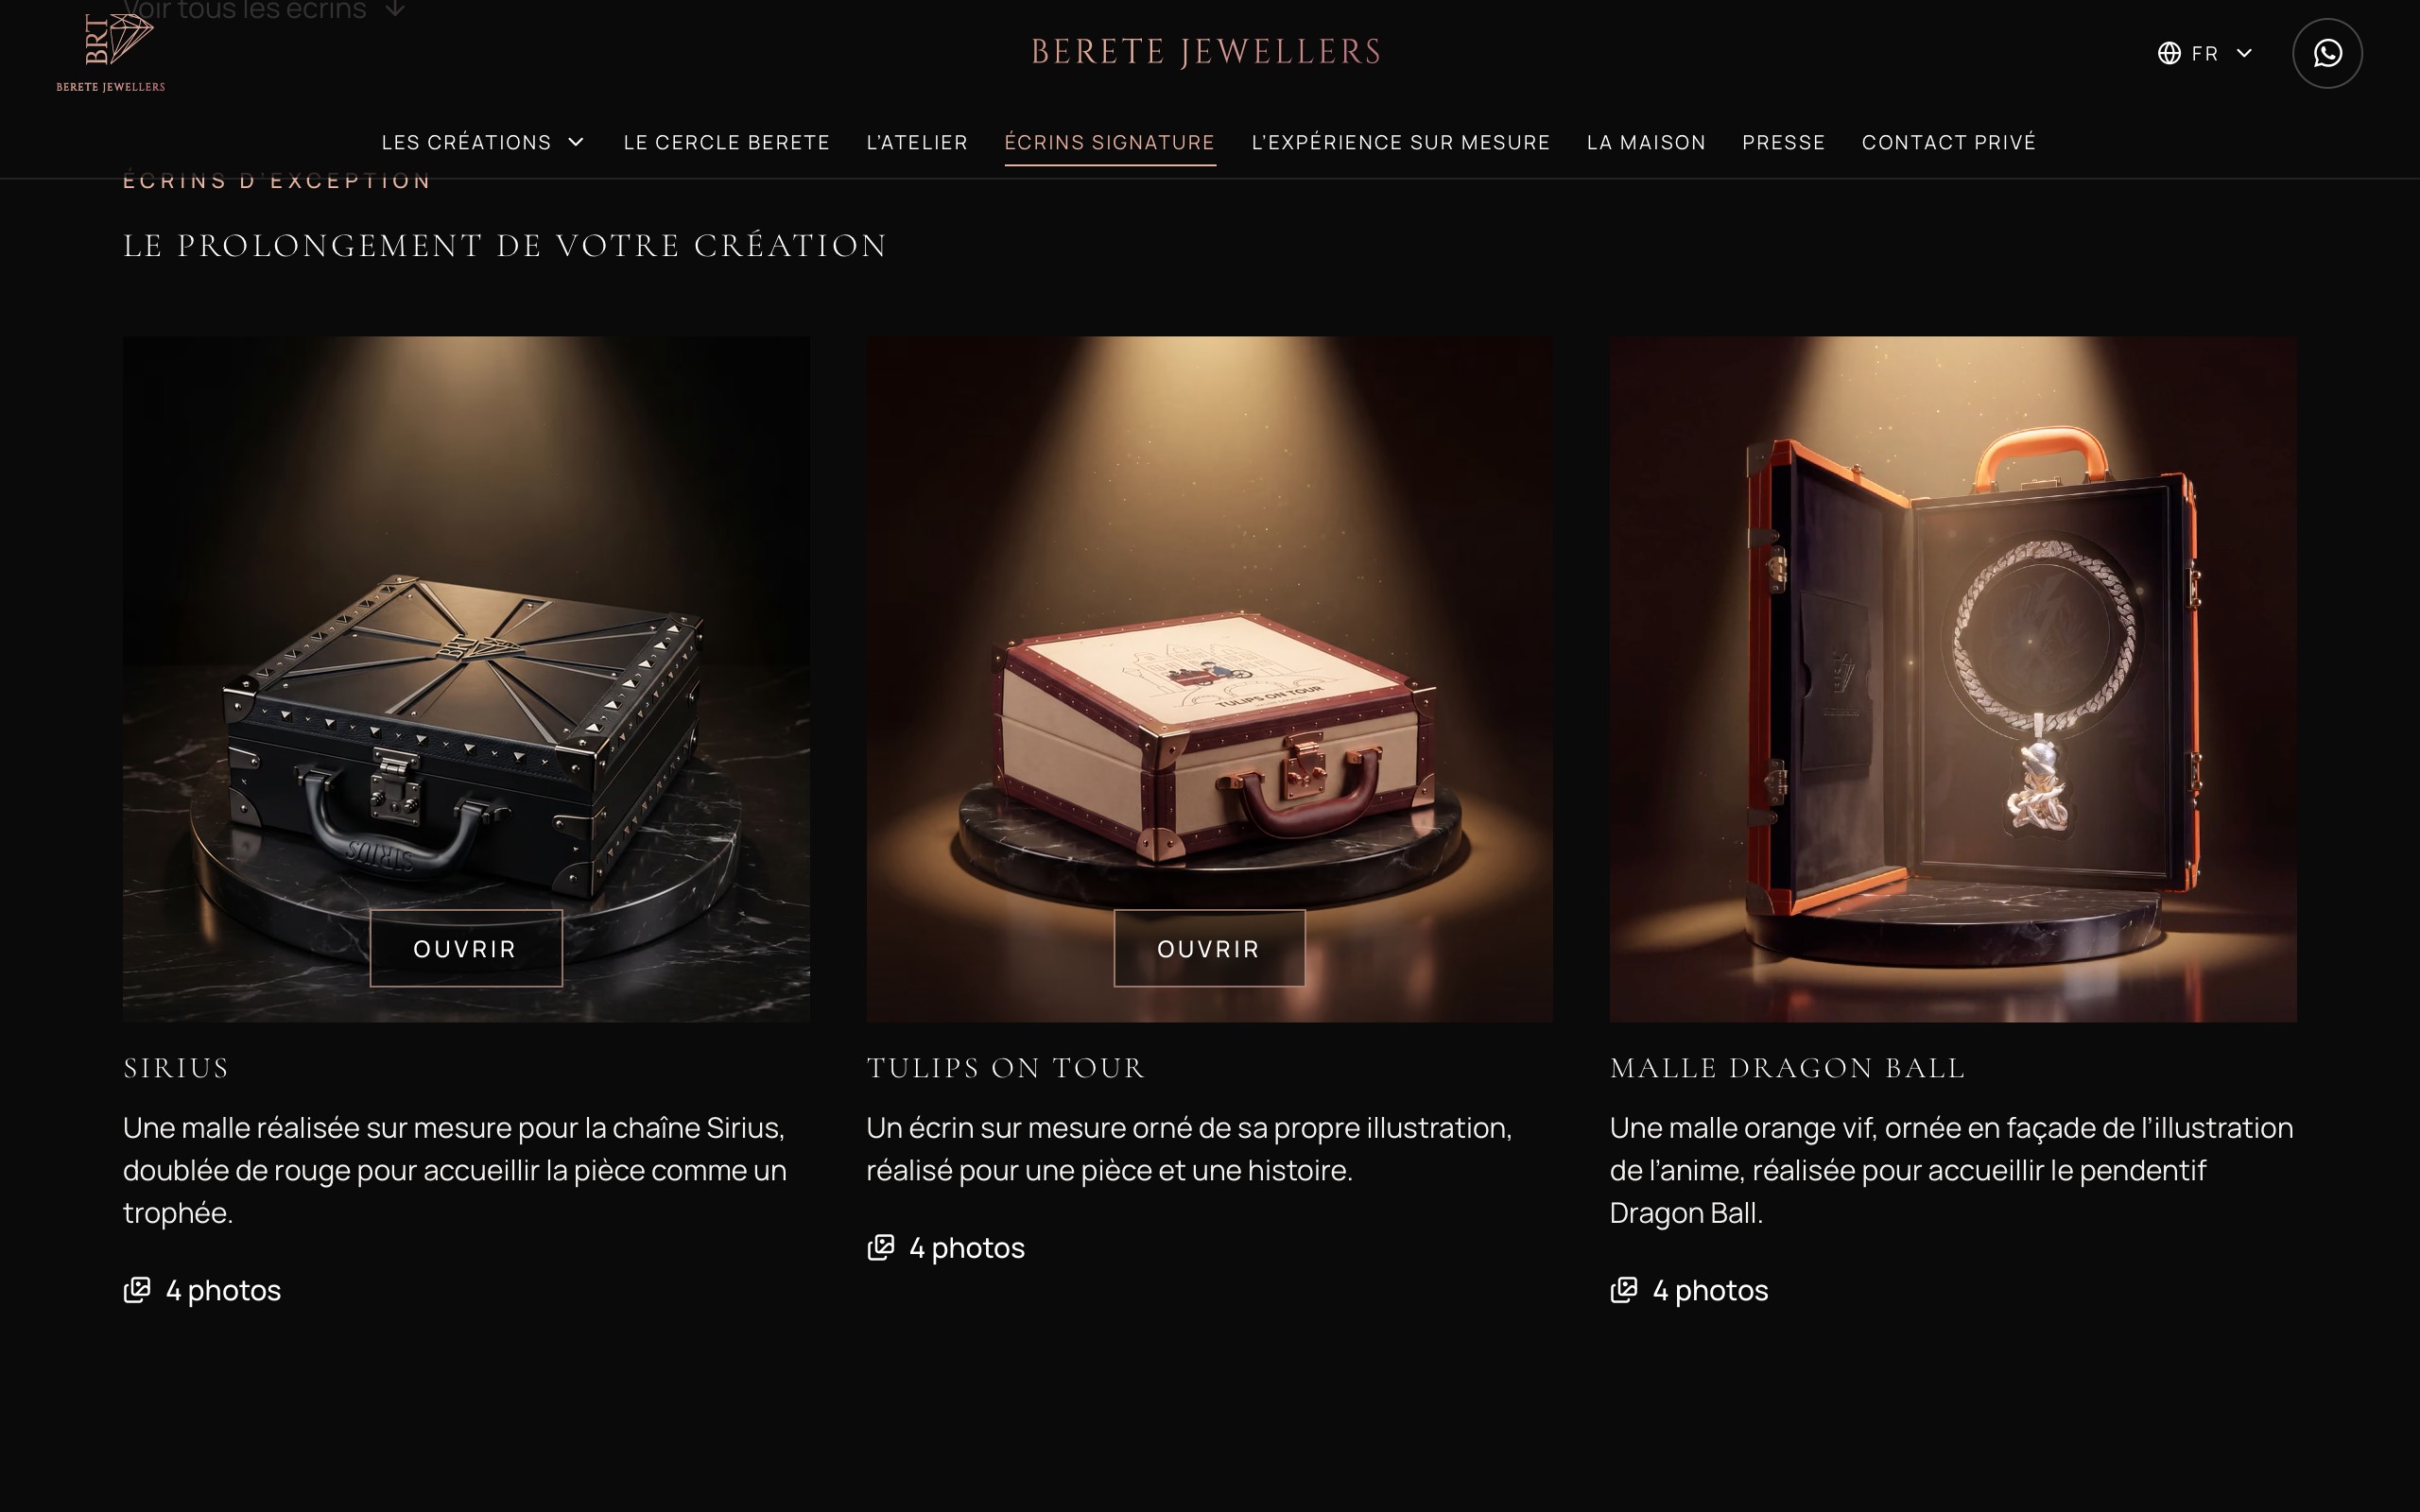 Voir tous les écrins
BRT
BERETE JEWELLERS
BERETE JEWELLERS
FR
LES CRÉATIONS
LE CERCLE BERETE
L’ATELIER
ÉCRINS SIGNATURE
L’EXPÉRIENCE SUR MESURE
LA MAISON
PRESSE
CONTACT PRIVÉ
ÉCRINS D’EXCEPTION
LE PROLONGEMENT DE VOTRE CRÉATION
BRT
SIRIUS
OUVRIR
TULIPS ON TOUR
OUVRIR
SIRIUS
Une malle réalisée sur mesure pour la chaîne Sirius,
doublée de rouge pour accueillir la pièce comme un
trophée.
4 photos
TULIPS ON TOUR
Un écrin sur mesure orné de sa propre illustration,
réalisé pour une pièce et une histoire.
4 photos
MALLE DRAGON BALL
Une malle orange vif, ornée en façade de l’illustration
de l’anime, réalisée pour accueillir le pendentif
Dragon Ball.
4 photos